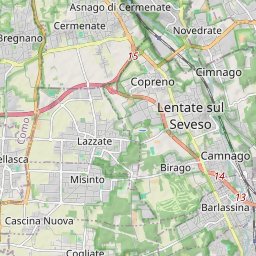 Asnago di Cermenate
Cermenate
Bregnano
Novedrate
15
Cimnago
Copreno
Lentate sul
Seveso
Como
Lazzate
Camnago
Birago
14
Misinto
13
Barlassina
Cascina Nuova
Cogliate